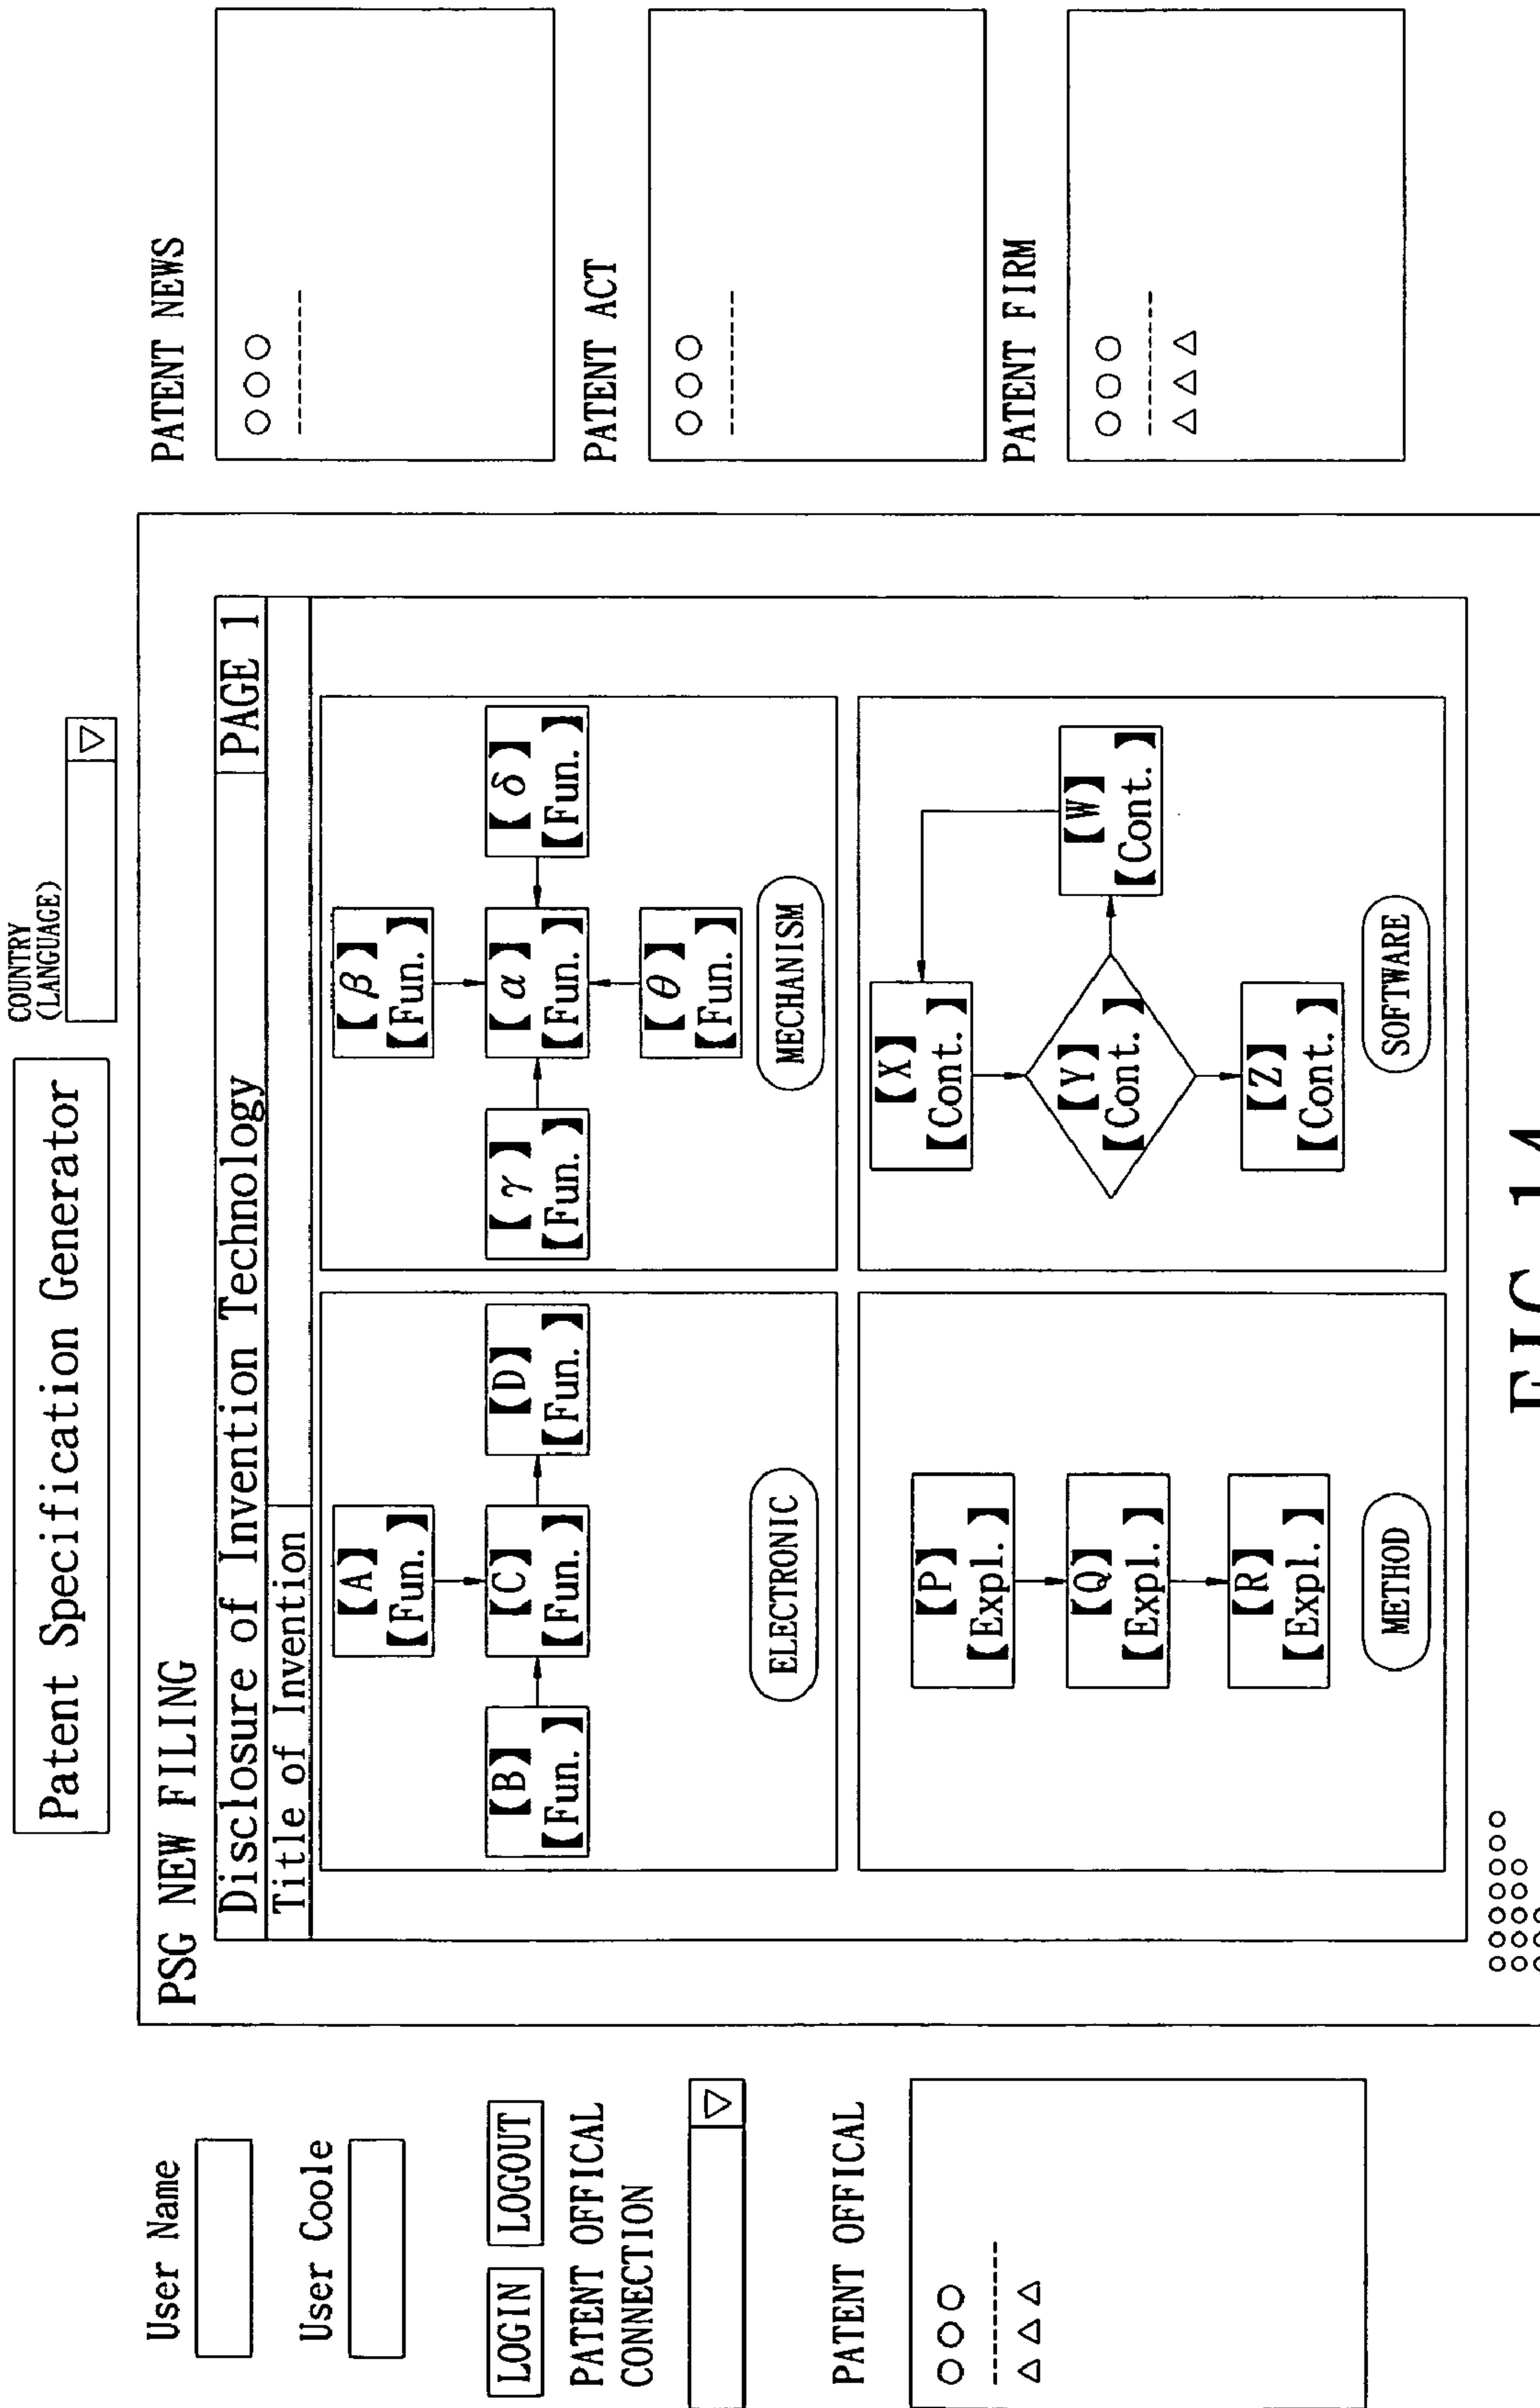 Patent Specification Generator
COUNTRY
(LANGUAGE)
▽
User Name
User Coole
LOGIN
LOGOUT
PATENT OFFICAL
CONNECTION
▽
PATENT OFFICAL
○○○
△△△
PSG NEW FILING
Disclosure of Invention Technology
PAGE 1
Title of Invention
【A】
【Fun.】
【B】
【Fun.】
【C】
【Fun.】
【D】
【Fun.】
ELECTRONIC
【β】
【Fun.】
【γ】
【Fun.】
【α】
【Fun.】
【δ】
【Fun.】
【θ】
【Fun.】
MECHANISM
【P】
【Expl.】
【Q】
【Expl.】
【R】
【Expl.】
METHOD
【X】
【Cont.】
【Y】
【Cont.】
【W】
【Cont.】
【Z】
【Cont.】
SOFTWARE
PATENT NEWS
○○○
PATENT ACT
○○○
PATENT FIRM
○○○
△△△
○○○○○○○
○○○○○
○○○
FIG. 14